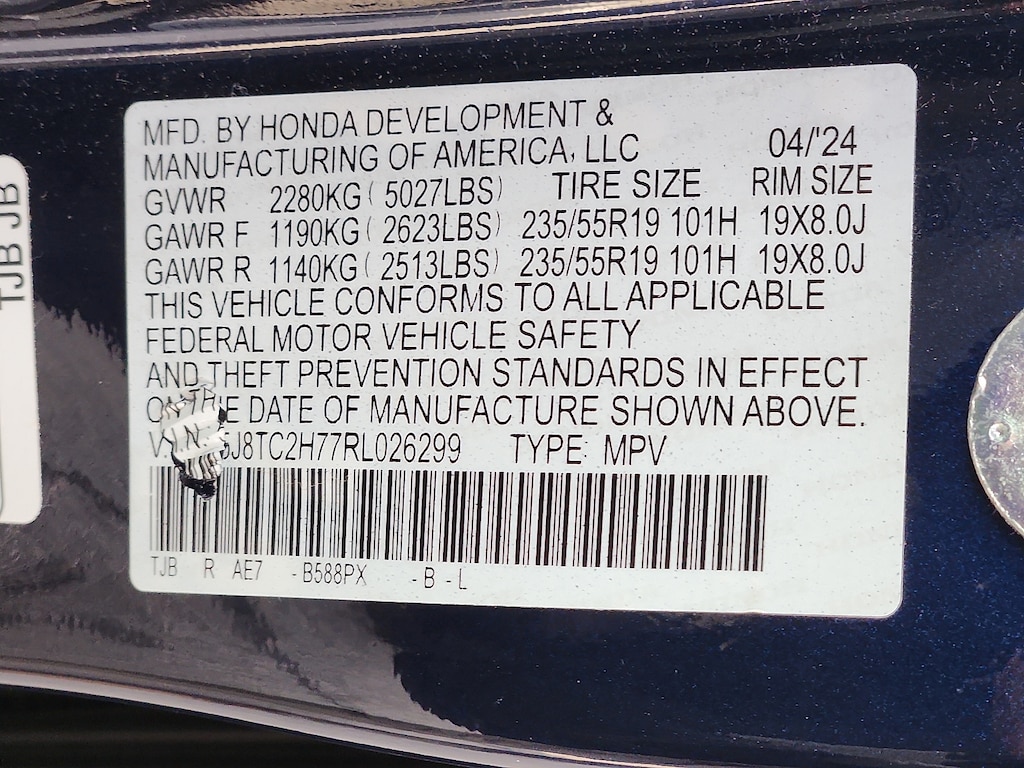 MFD. BY HONDA DEVELOPMENT &
MANUFACTURING OF AMERICA, LLC 04/'24
GVWR 2280KG ( 5027LBS) TIRE SIZE RIM SIZE
GAWR F 1190KG ( 2623LBS) 235/55R19 101H 19X8.0J
GAWR R 1140KG ( 2513LBS) 235/55R19 101H 19X8.0J
THIS VEHICLE CONFORMS TO ALL APPLICABLE
FEDERAL MOTOR VEHICLE SAFETY
AND THEFT PREVENTION STANDARDS IN EFFECT
ON THE DATE OF MANUFACTURE SHOWN ABOVE.
V.I.N. 5J8TC2H77RL026299 TYPE: MPV
TJB R AE7 -B588PX -B -L
TJB JB